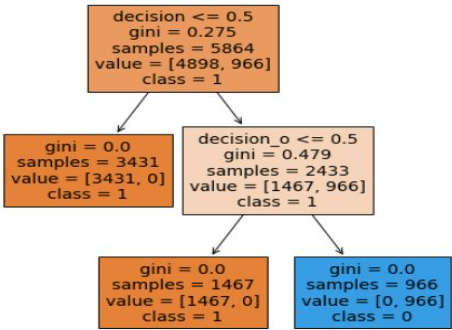 decision <= 0.5
gini = 0.275
samples = 5864
value = [4898, 966]
class = 1
gini = 0.0
samples = 3431
value = [3431, 0]
class = 1
decision_o <= 0.5
gini = 0.479
samples = 2433
value = [1467, 966]
class = 1
gini = 0.0
samples = 1467
value = [1467, 0]
class = 1
gini = 0.0
samples = 966
value = [0, 966]
class = 0